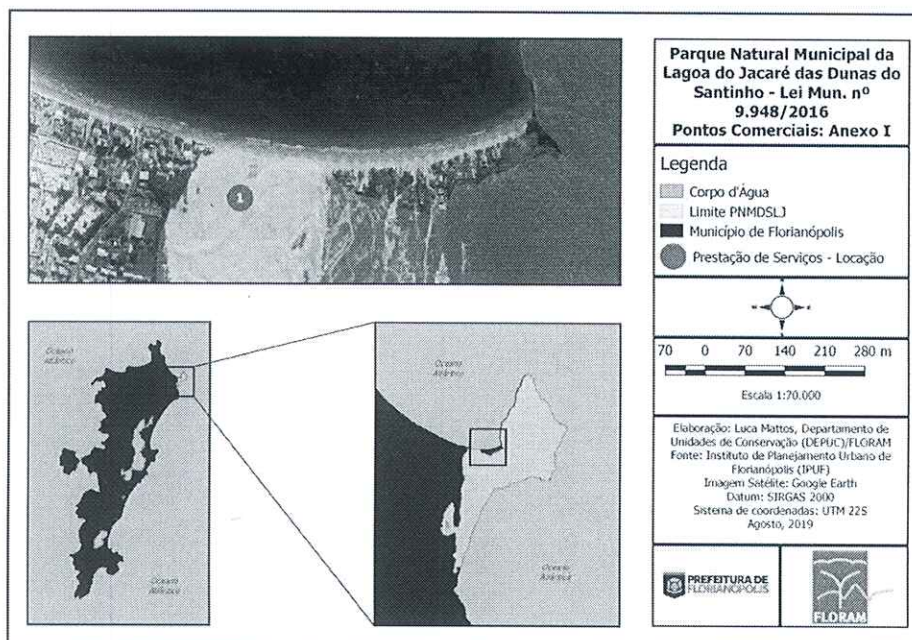 Parque Natural Municipal da
Lagoa do Jacaré das Dunas do
Santinho - Lei Mun. nº
9.948/2016
Pontos Comerciais: Anexo I
Legenda
Corpo d'Água
Limite PNMDSLJ
Município de Florianópolis
Prestação de Serviços - Locação
1
70 0 70 140 210 280 m
Escala 1:70.000
Elaboração: Luca Mattos, Departamento de
Unidades de Conservação (DEPUC)/FLORAM
Fonte: Instituto de Planejamento Urbano de
Florianópolis (IPUF)
Imagem Satélite: Google Earth
Datum: SIRGAS 2000
Sistema de coordenadas: UTM 22S
Agosto, 2019
PREFEITURA DE
FLORIANÓPOLIS
FLORAM
Oceano
Atlântico
Oceano
Atlântico
Oceano
Atlântico
Oceano
Atlântico